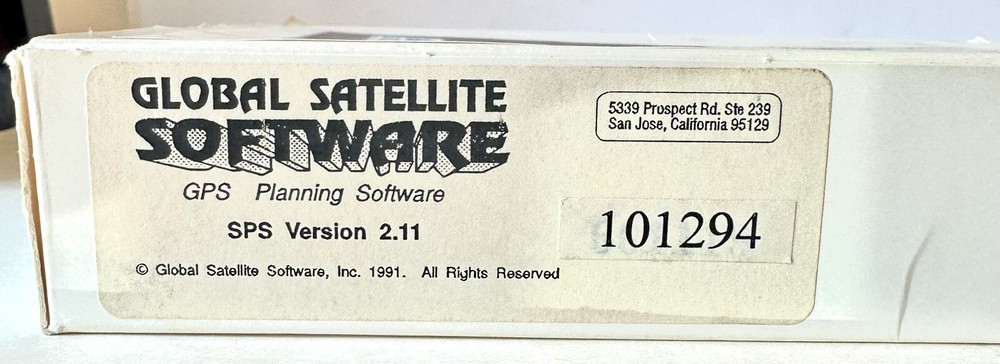 GLOBAL SATELLITE
SOFTWARE
GPS Planning Software
SPS Version 2.11
© Global Satellite Software, Inc. 1991. All Rights Reserved
5339 Prospect Rd. Ste 239
San Jose, California 95129
101294